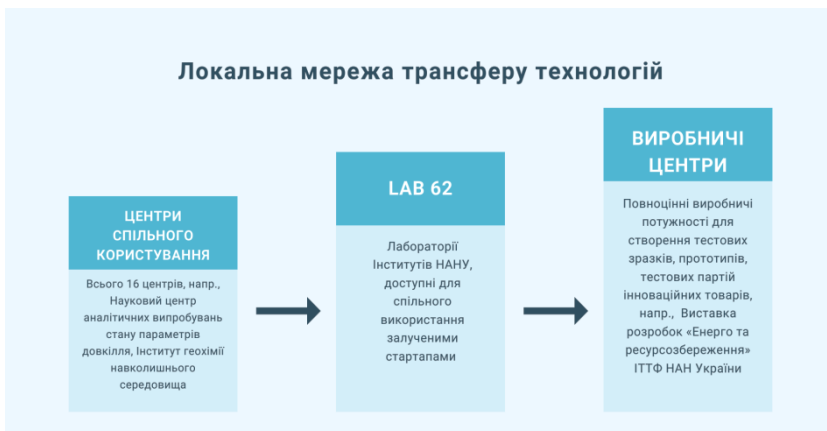 Локальна мережа трансферу технологій
ЦЕНТРИ
СПІЛЬНОГО
КОРИСТУВАННЯ
Всього 16 центрів, напр.,
Науковий центр
аналітичних випробувань
стану параметрів
довкілля, Інститут геохімії
навколишнього
середовища
LAB 62
Лабораторії
Інститутів НАНУ,
доступні для
спільного
використання
залученими
стартапами
ВИРОБНИЧІ
ЦЕНТРИ
Повноцінні виробничі
потужності для
створення тестових
зразків, прототипів,
тестових партій
інноваційних товарів,
напр., Виставка
розробок «Енерго та
ресурсозбереження»
ІТТФ НАН України